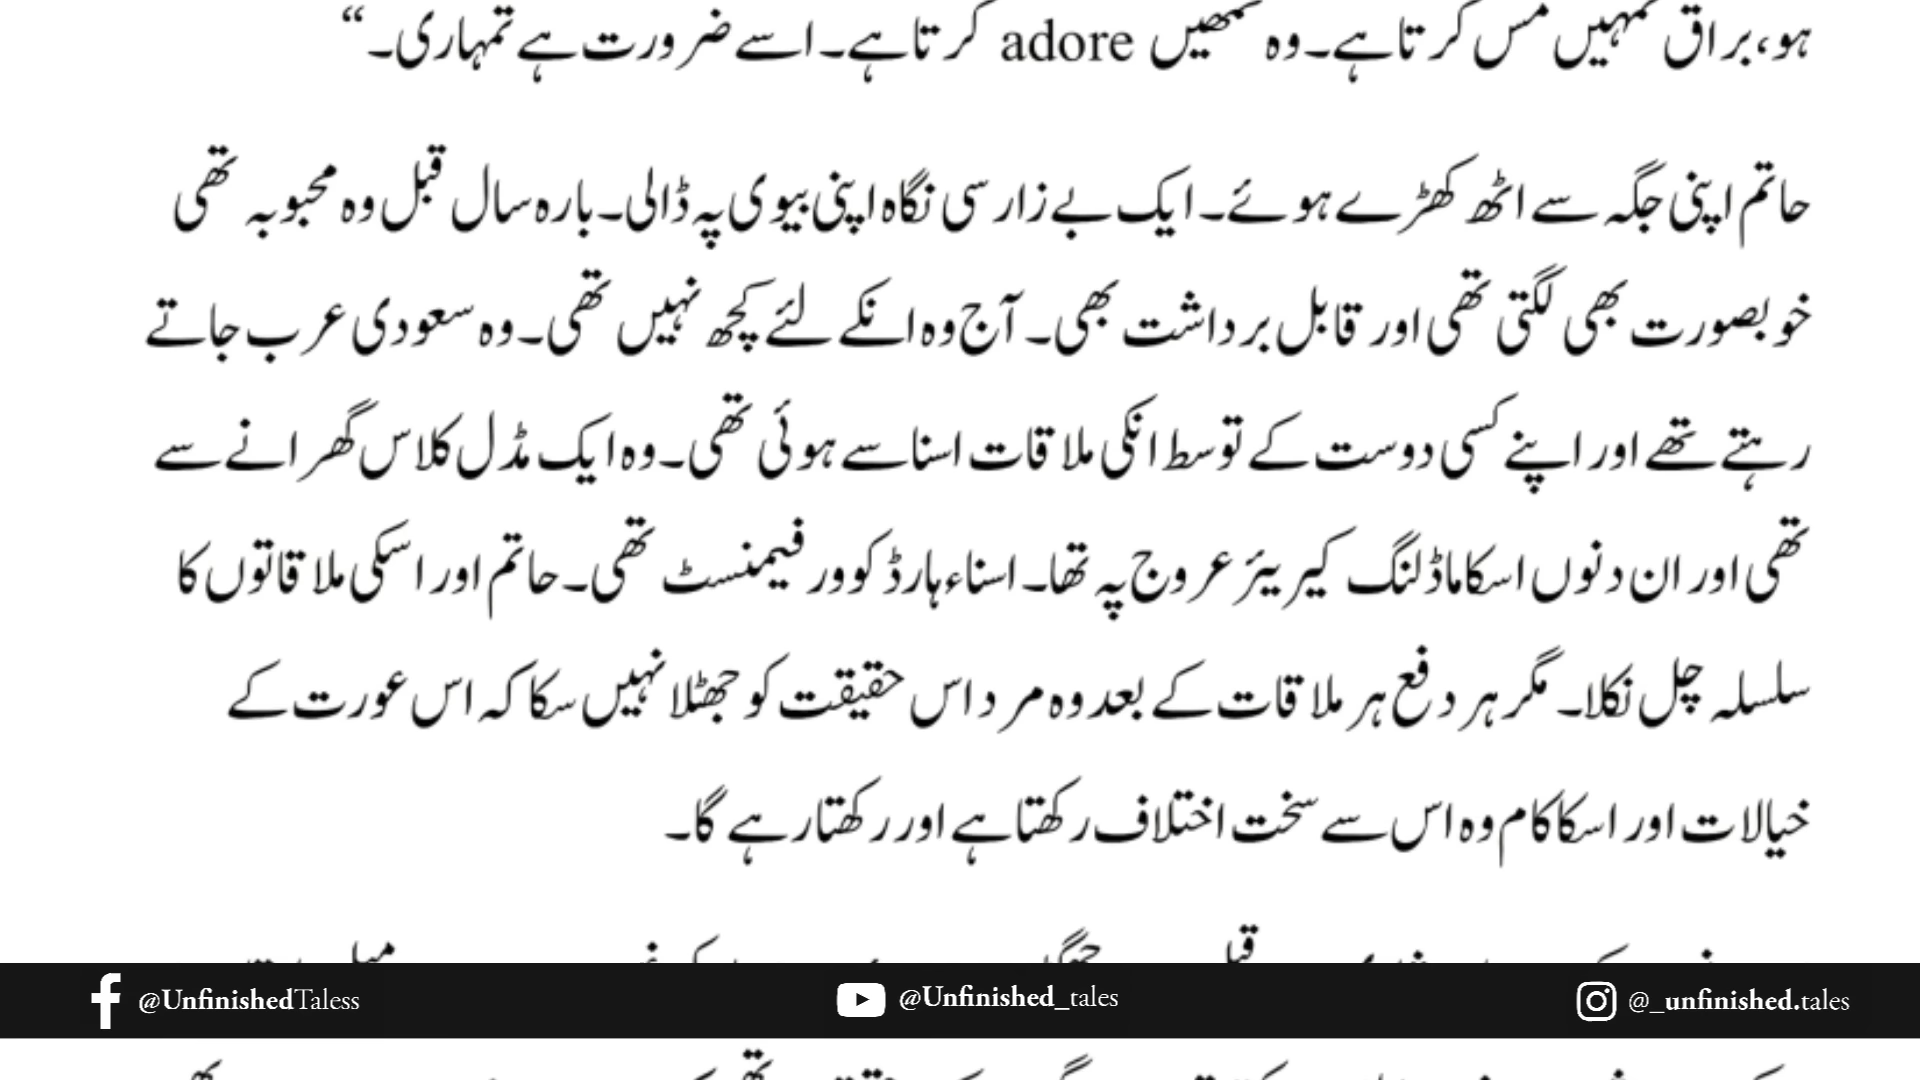 ہو، براق تمہیں مس کرتا ہے۔ وہ تمھیں adore کرتا ہے۔ اسے ضرورت ہے تمہاری۔“
حاتم اپنی جگہ سے اٹھ کھڑے ہوئے۔ ایک بے زار سی نگاہ اپنی بیوی پہ ڈالی۔ بارہ سال قبل وہ محبوبہ تھی
خوبصورت بھی لگتی تھی اور قابل برداشت بھی۔ آج وہ انکے لئے کچھ نہیں تھی۔ وہ سعودی عرب جاتے
رہتے تھے اور اپنے کسی دوست کے توسط انکی ملاقات اسنا سے ہوئی تھی۔ وہ ایک مڈل کلاس گھرانے سے
تھی اور ان دنوں اسکا ماڈلنگ کیریئر عروج پہ تھا۔ اسناء ہارڈ کوور فیمنسٹ تھی۔ حاتم اور اسکی ملاقاتوں کا
سلسلہ چل نکلا۔ مگر ہر دفع ہر ملاقات کے بعد وہ مرد اس حقیقت کو جھٹلا نہیں سکا کہ اس عورت کے
خیالات اور اسکا کام وہ اس سے سخت اختلاف رکھتا ہے اور رکھتا رہے گا۔
@UnfinishedTaless @Unfinished_tales @_unfinished.tales